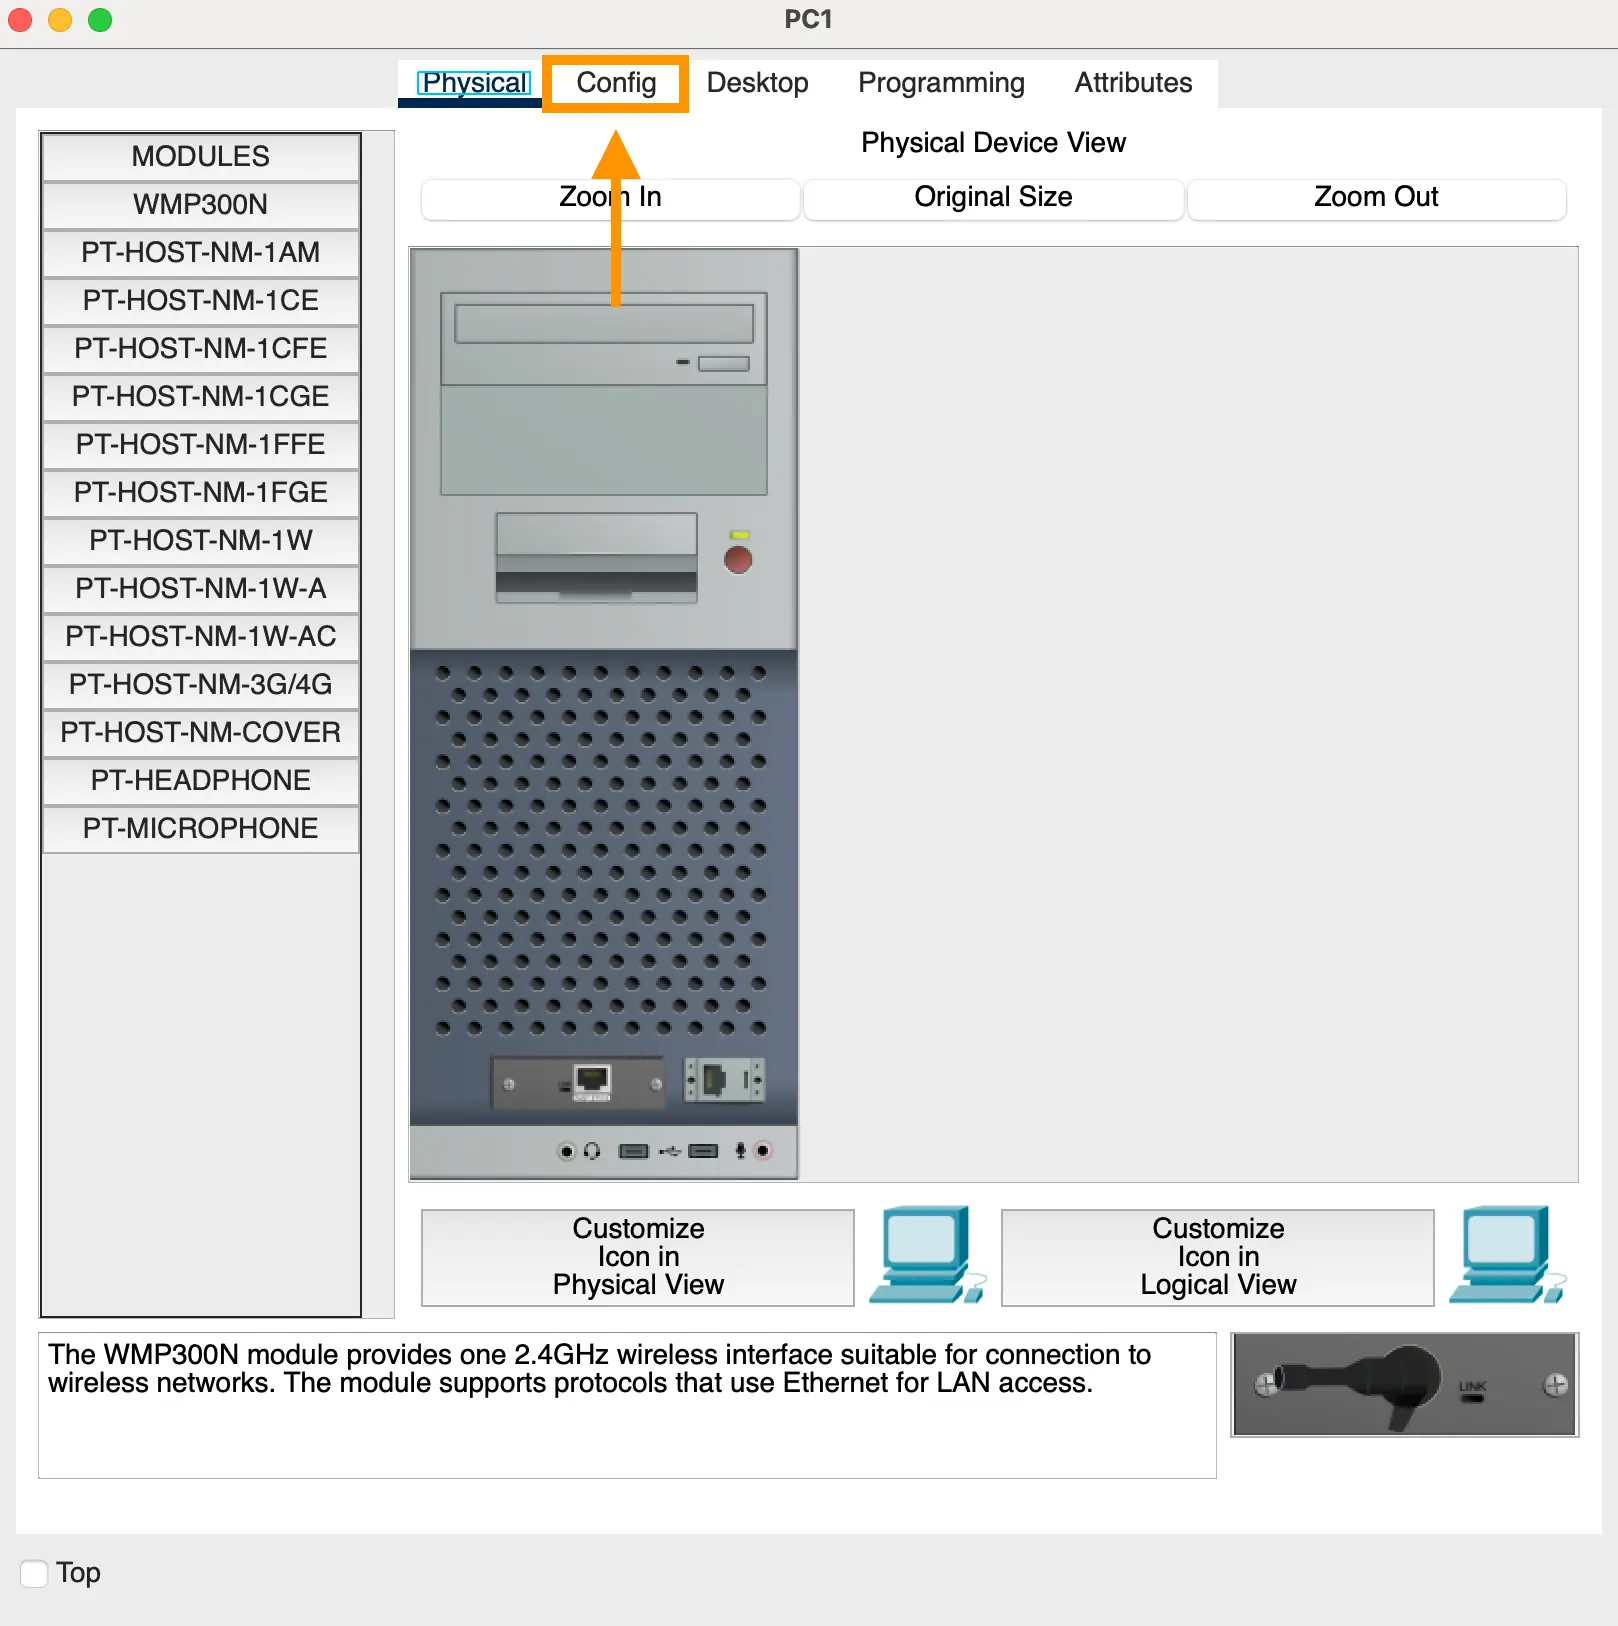 PC1
Physical
Config
Desktop
Programming
Attributes
MODULES
WMP300N
PT-HOST-NM-1AM
PT-HOST-NM-1CE
PT-HOST-NM-1CFE
PT-HOST-NM-1CGE
PT-HOST-NM-1FFE
PT-HOST-NM-1FGE
PT-HOST-NM-1W
PT-HOST-NM-1W-A
PT-HOST-NM-1W-AC
PT-HOST-NM-3G/4G
PT-HOST-NM-COVER
PT-HEADPHONE
PT-MICROPHONE
Physical Device View
Zoom In
Original Size
Zoom Out
Customize
Icon in
Physical View
Customize
Icon in
Logical View
The WMP300N module provides one 2.4GHz wireless interface suitable for connection to
wireless networks. The module supports protocols that use Ethernet for LAN access.
LINK
Top